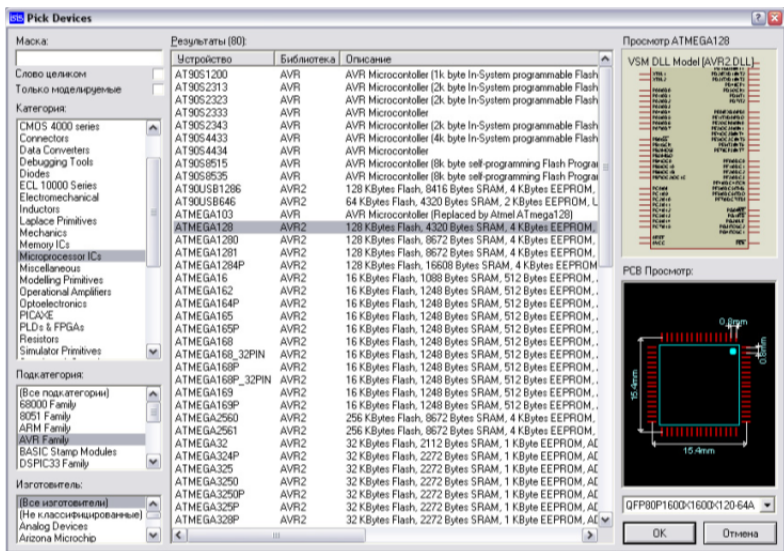 ISIS Pick Devices
Маска:
Слово целиком
Только моделируемые
Категория:
CMOS 4000 series
Connectors
Data Converters
Debugging Tools
Diodes
ECL 10000 Series
Electromechanical
Inductors
Laplace Primitives
Mechanics
Memory ICs
Microprocessor ICs
Miscellaneous
Modelling Primitives
Operational Amplifiers
Optoelectronics
PICAXE
PLDs & FPGAs
Resistors
Simulator Primitives
Подкатегория:
(Все подкатегории)
68000 Family
8051 Family
ARM Family
AVR Family
BASIC Stamp Modules
DSPIC33 Family
Изготовитель:
(Все изготовители)
(Не классифицированные)
Analog Devices
Arizona Microchip
Результаты (80):
Устройство Библиотека Описание
AT90S1200 AVR AVR Microcontoller (1k byte In-System programmable Flash
AT90S2313 AVR AVR Microcontoller (2k byte In-System programmable Flash
AT90S2323 AVR AVR Microcontoller (2k byte In-System programmable Flash
AT90S2333 AVR AVR Microcontoller
AT90S2343 AVR AVR Microcontoller (2k byte In-System programmable Flash
AT90S4433 AVR AVR Microcontoller (4k byte In-System programmable Flash
AT90S4434 AVR AVR Microcontoller
AT90S8515 AVR AVR Microcontoller (8k byte self-programming Flash Progra
AT90S8535 AVR AVR Microcontoller (8k byte self-programming Flash Progra
AT90USB1286 AVR2 128 KBytes Flash, 8416 Bytes SRAM, 4 KBytes EEPROM,
AT90USB646 AVR2 64 KBytes Flash, 4320 Bytes SRAM, 2 KBytes EEPROM, U
ATMEGA103 AVR AVR Microcontoller (Replaced by Atmel ATmega128)
ATMEGA128 AVR2 128 KBytes Flash, 4320 Bytes SRAM, 4 KBytes EEPROM,
ATMEGA1280 AVR2 128 KBytes Flash, 8672 Bytes SRAM, 4 KBytes EEPROM,
ATMEGA1281 AVR2 128 KBytes Flash, 8672 Bytes SRAM, 4 KBytes EEPROM,
ATMEGA1284P AVR2 128 KBytes Flash, 16608 Bytes SRAM, 4 KBytes EEPROM
ATMEGA16 AVR2 16 KBytes Flash, 1088 Bytes SRAM, 512 Bytes EEPROM,
ATMEGA162 AVR2 16 KBytes Flash, 1248 Bytes SRAM, 512 Bytes EEPROM,
ATMEGA164P AVR2 16 KBytes Flash, 1248 Bytes SRAM, 512 Bytes EEPROM,
ATMEGA165 AVR2 16 KBytes Flash, 1248 Bytes SRAM, 512 Bytes EEPROM,
ATMEGA165P AVR2 16 KBytes Flash, 1248 Bytes SRAM, 512 Bytes EEPROM,
ATMEGA168 AVR2 16 KBytes Flash, 1248 Bytes SRAM, 512 Bytes EEPROM,
ATMEGA168_32PIN AVR2 16 KBytes Flash, 1248 Bytes SRAM, 512 Bytes EEPROM,
ATMEGA168P AVR2 16 KBytes Flash, 1248 Bytes SRAM, 512 Bytes EEPROM,
ATMEGA168P_32PIN AVR2 16 KBytes Flash, 1248 Bytes SRAM, 512 Bytes EEPROM,
ATMEGA169 AVR2 16 KBytes Flash, 1248 Bytes SRAM, 512 Bytes EEPROM,
ATMEGA169P AVR2 16 KBytes Flash, 1248 Bytes SRAM, 512 Bytes EEPROM,
ATMEGA2560 AVR2 256 KBytes Flash, 8672 Bytes SRAM, 4 KBytes EEPROM,
ATMEGA2561 AVR2 256 KBytes Flash, 8672 Bytes SRAM, 4 KBytes EEPROM,
ATMEGA32 AVR2 32 KBytes Flash, 2112 Bytes SRAM, 1 KByte EEPROM, AD
ATMEGA324P AVR2 32 KBytes Flash, 2272 Bytes SRAM, 1 KByte EEPROM, AD
ATMEGA325 AVR2 32 KBytes Flash, 2272 Bytes SRAM, 1 KByte EEPROM, AD
ATMEGA3250 AVR2 32 KBytes Flash, 2272 Bytes SRAM, 1 KByte EEPROM, AD
ATMEGA3250P AVR2 32 KBytes Flash, 2272 Bytes SRAM, 1 KByte EEPROM, AD
ATMEGA325P AVR2 32 KBytes Flash, 2272 Bytes SRAM, 1 KByte EEPROM, AD
ATMEGA328P AVR2 32 KBytes Flash, 2272 Bytes SRAM, 1 KByte EEPROM, AD
Просмотр ATMEGA128
VSM DLL Model [AVR2.DLL]
PCB Просмотр:
0.8mm
0.8mm
15.4mm
15.4mm
QFP80P1600X1600X120-64A
OK Отмена